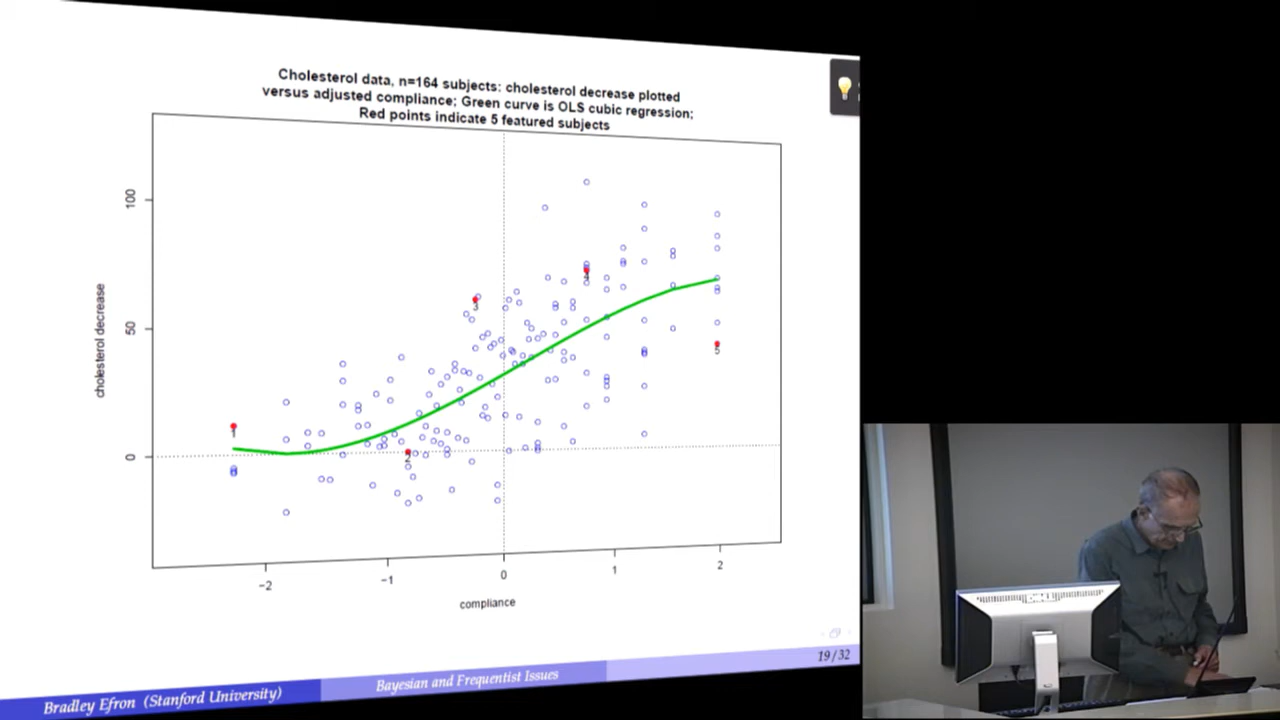 Cholesterol data, n=164 subjects: cholesterol decrease plotted
versus adjusted compliance; Green curve is OLS cubic regression;
Red points indicate 5 featured subjects
cholesterol decrease
100
50
0
1
2
3
4
5
−2
−1
0
1
2
compliance
19 / 32
Bradley Efron (Stanford University)
Bayesian and Frequentist Issues